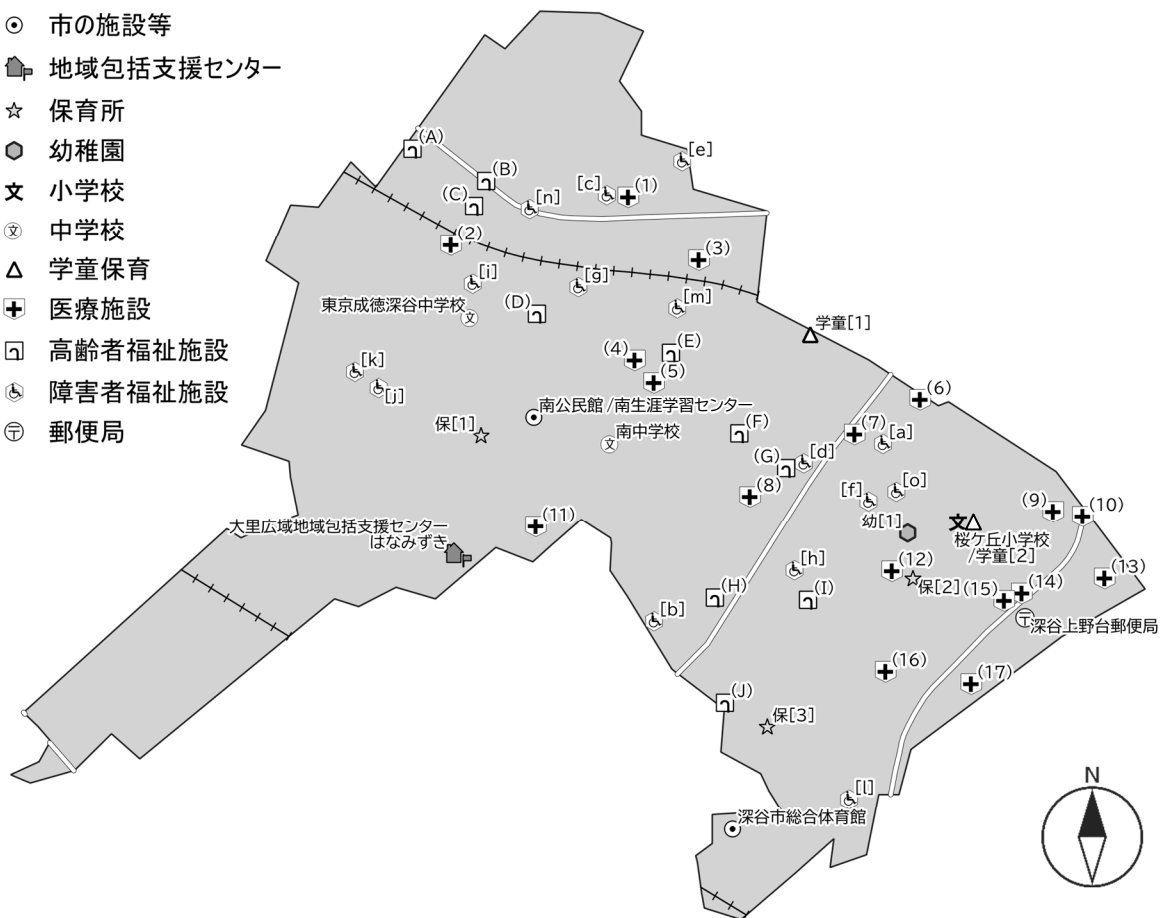 市の施設等
地域包括支援センター
保育所
幼稚園
文 小学校
文 中学校
学童保育
医療施設
高齢者福祉施設
障害者福祉施設
〒 郵便局
(A)
[e]
(B)
[c]
(1)
(C)
[n]
(2)
(3)
[i]
[g]
東京成徳深谷中学校
文
(D)
[m]
学童[1]
(E)
(4)
[k]
(5)
[j]
(6)
南公民館/南生涯学習センター
保[1]
文
南中学校
(F)
(7)
[a]
(G)
[d]
(8)
[f]
[o]
(9)
(10)
幼[1]
文
桜ケ丘小学校
/学童[2]
(11)
大里広域地域包括支援センター
はなみずき
[h]
(12)
保[2]
(13)
(14)
(15)
(H)
(I)
[b]
〒
深谷上野台郵便局
(16)
(17)
(J)
保[3]
[l]
深谷市総合体育館
N